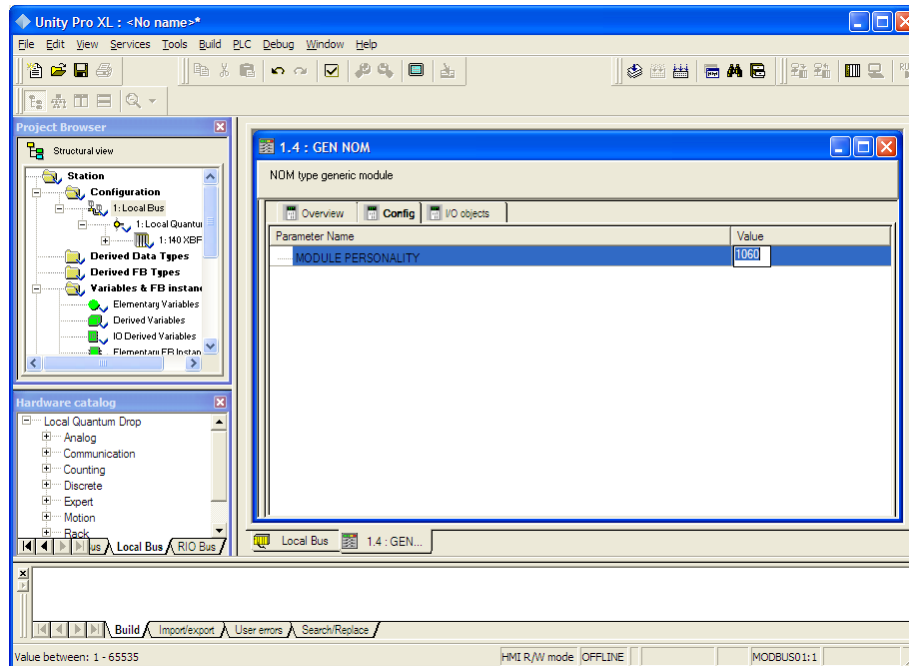 Unity Pro XL : <No name>*
File Edit View Services Tools Build PLC Debug Window Help
Project Browser
Structural view
Station
Configuration
1: Local Bus
1: Local Quantu
1: 140 XBF
Derived Data Types
Derived FB Types
Variables & FB instan
Elementary Variables
Derived Variables
IO Derived Variables
Elementary FB Instan
Hardware catalog
Local Quantum Drop
Analog
Communication
Counting
Discrete
Expert
Motion
Rack
us Local Bus RIO Bus
1.4 : GEN NOM
NOM type generic module
Overview Config I/O objects
Parameter Name Value
MODULE PERSONALITY 1060
Local Bus 1.4 : GEN...
Build Import/export User errors Search/Replace
Value between: 1 - 65535 HMI R/W mode OFFLINE MODBUS01:1